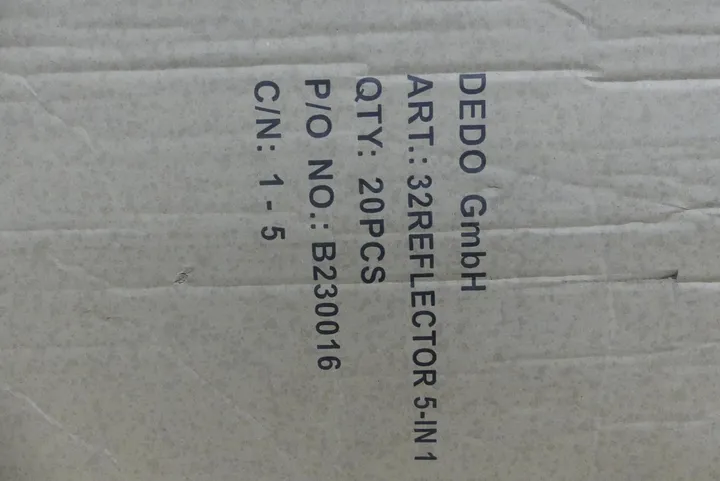 DEDO GmbH
ART.: 32REFLECTOR 5-IN 1
QTY: 20PCS
P/O NO.: B230016
C/N: 1 - 5